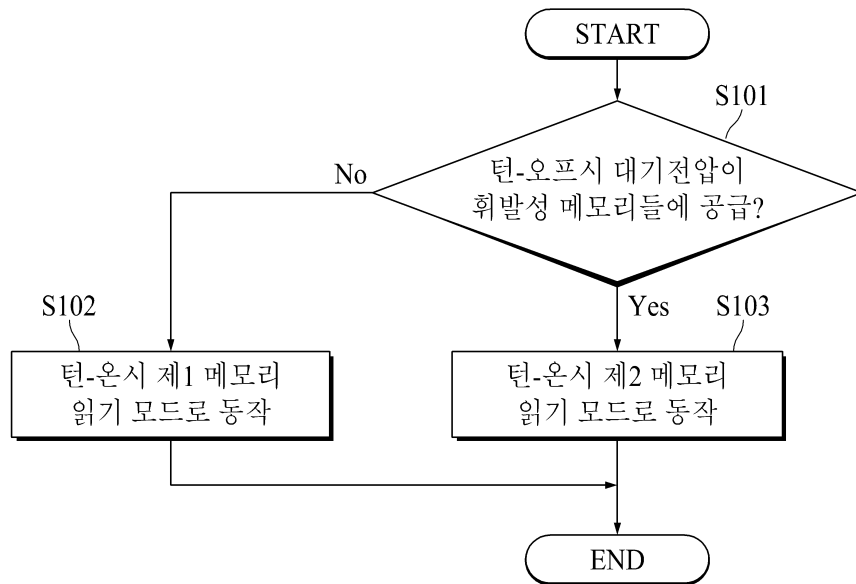 START
S101
턴-오프시 대기전압이
휘발성 메모리들에 공급?
No
Yes
S102
턴-온시 제1 메모리
읽기 모드로 동작
S103
턴-온시 제2 메모리
읽기 모드로 동작
END